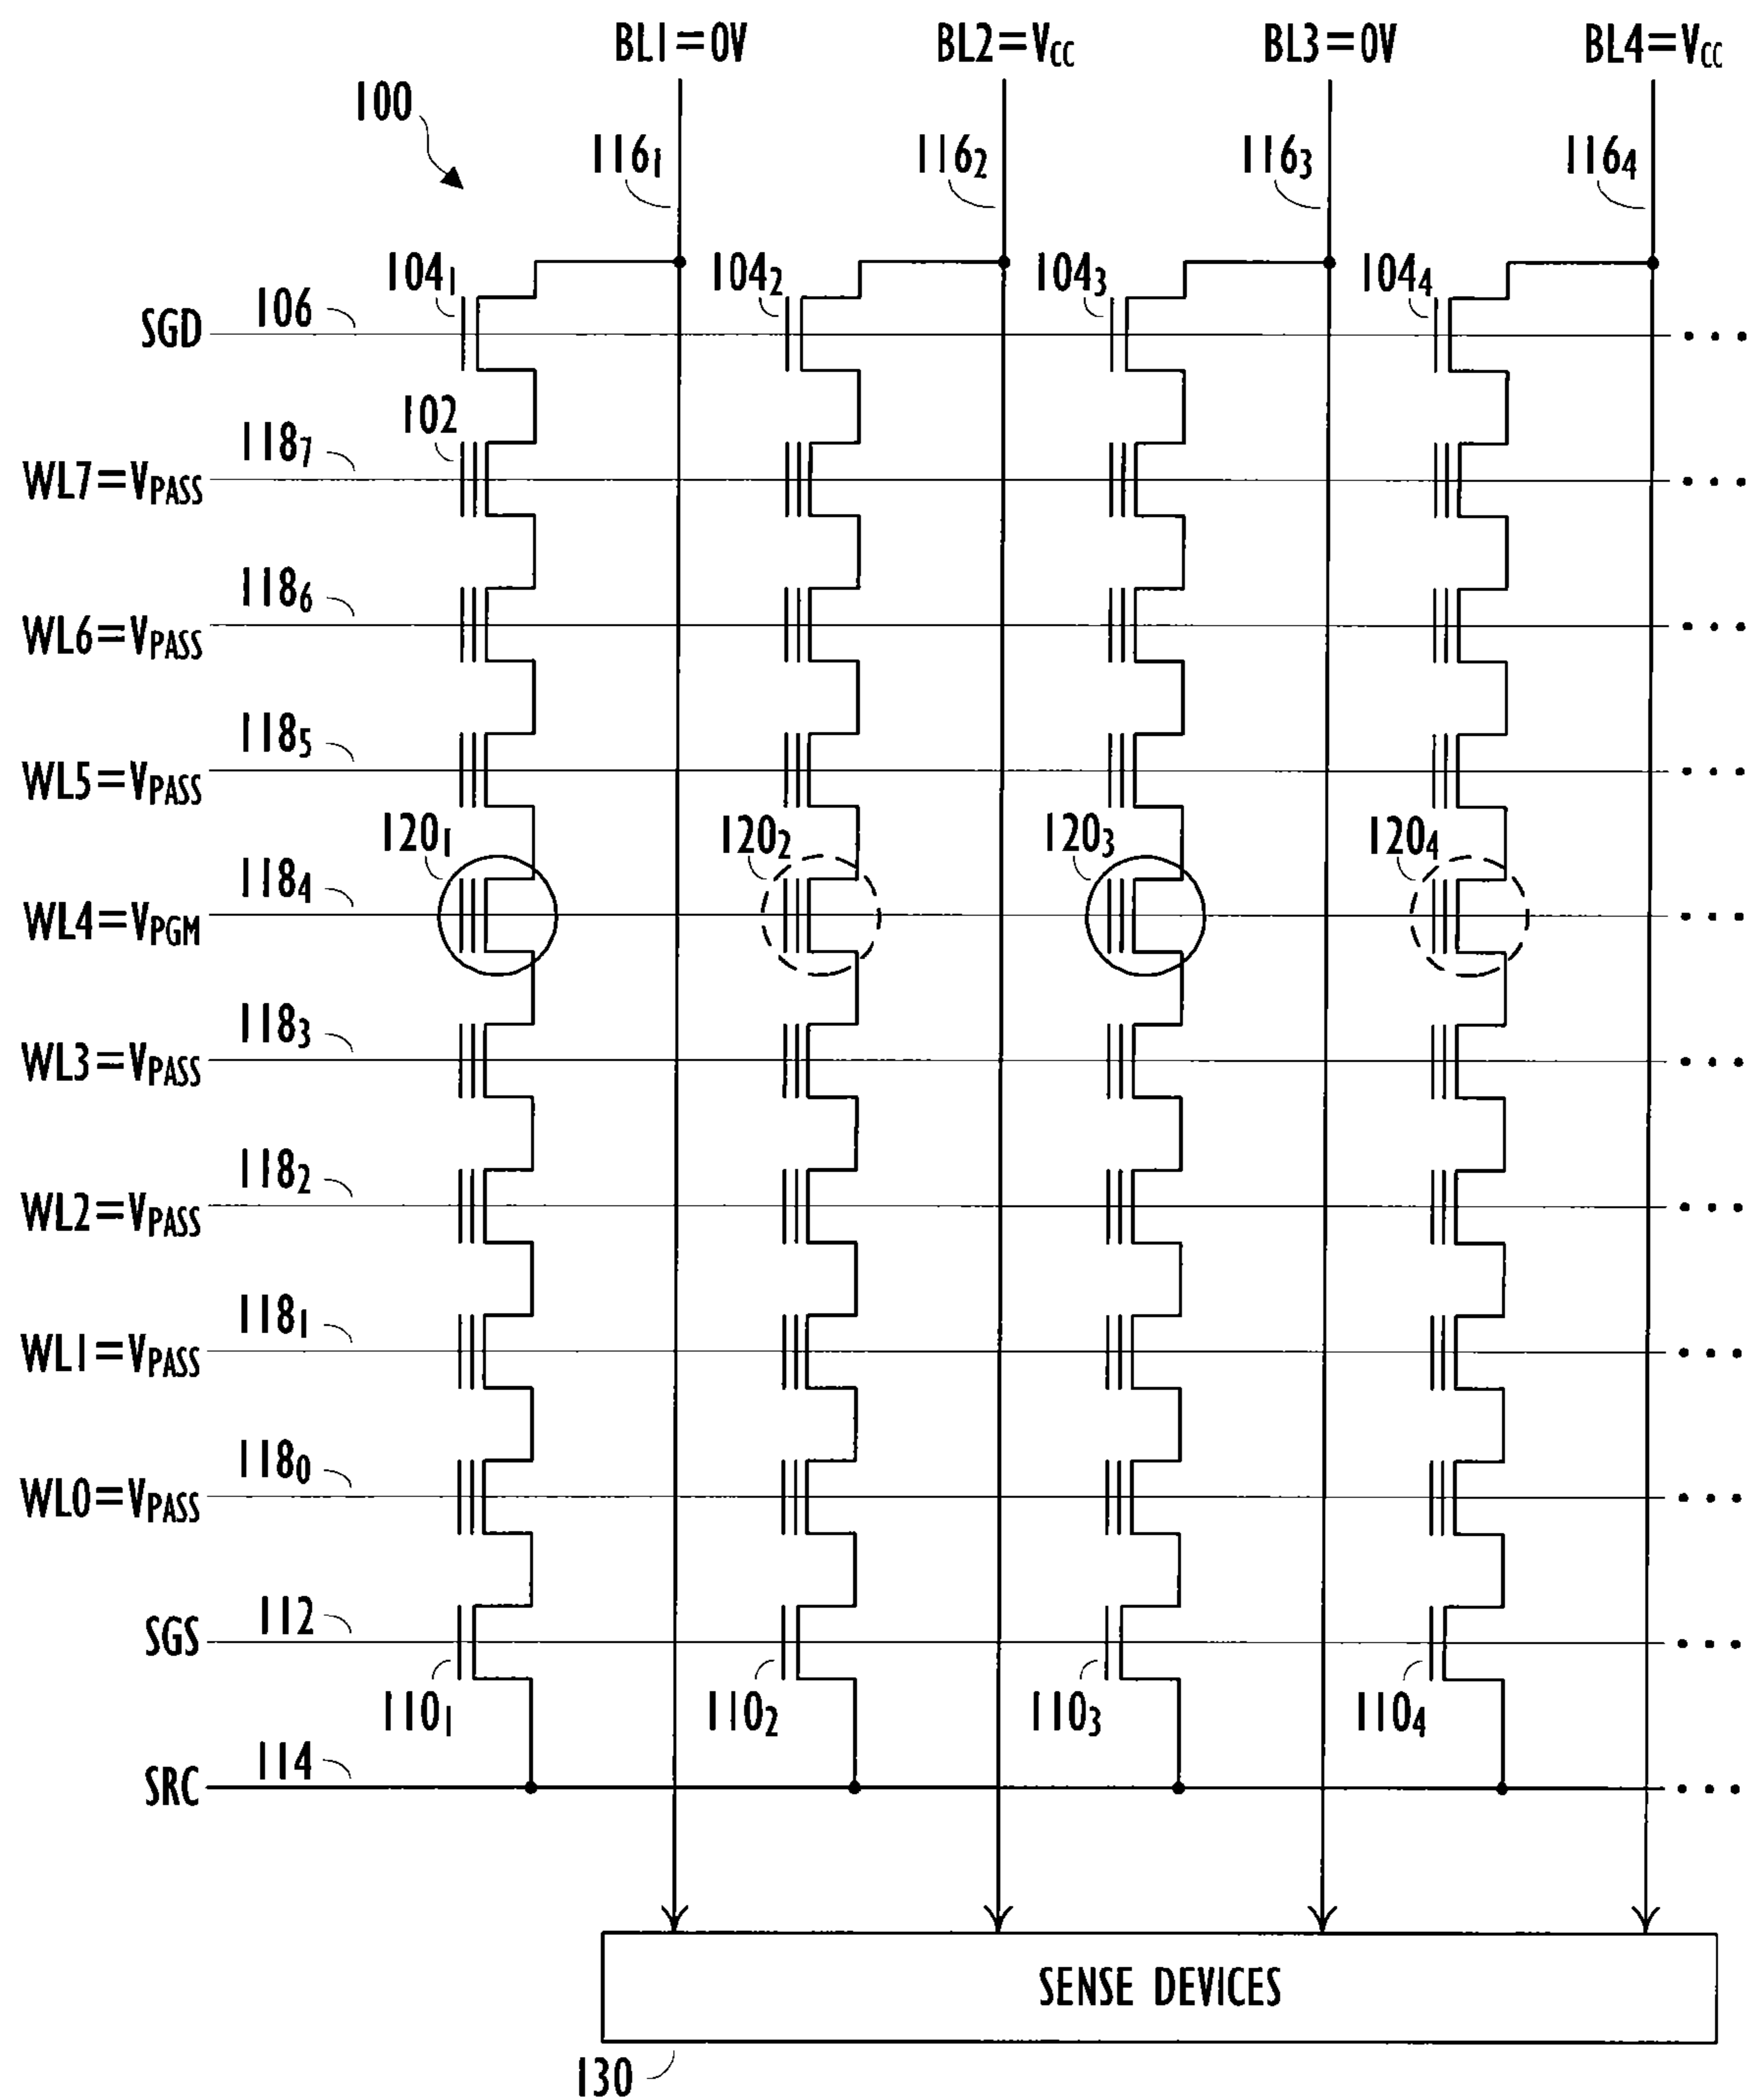 BL1=0V BL2=VCC BL3=0V BL4=VCC
100
116₁ 116₂ 116₃ 116₄
104₁ 104₂ 104₃ 104₄
SGD 106
102
WL7=VPASS 118₇
WL6=VPASS 118₆
WL5=VPASS 118₅
120₁ 120₂ 120₃ 120₄
WL4=VPGM 118₄
WL3=VPASS 118₃
WL2=VPASS 118₂
WL1=VPASS 118₁
WL0=VPASS 118₀
SGS 112
110₁ 110₂ 110₃ 110₄
SRC 114
SENSE DEVICES
130